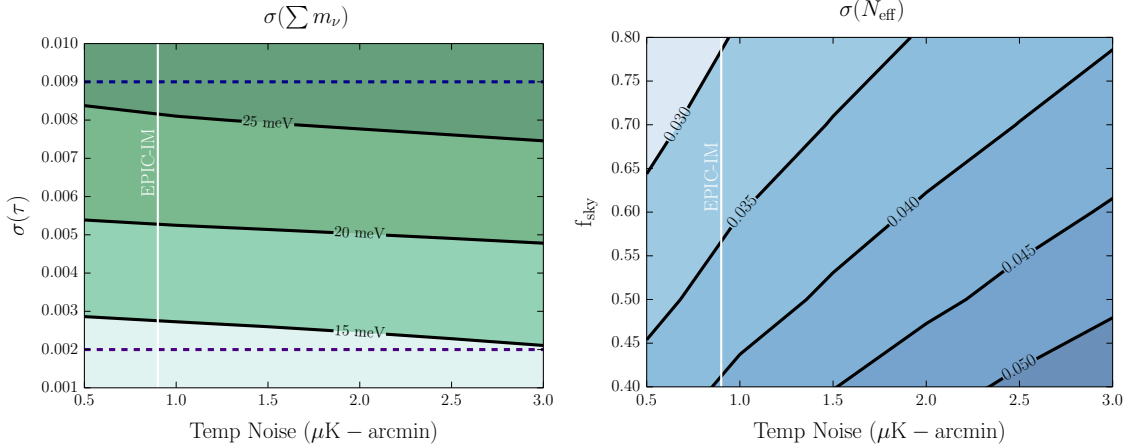 σ(∑ m_ν)
0.010
0.009
0.008
0.007
0.006
0.005
0.004
0.003
0.002
0.001
σ(τ)
25 meV
20 meV
15 meV
EPIC-IM
0.5 1.0 1.5 2.0 2.5 3.0
Temp Noise (μK − arcmin)
σ(N_eff)
0.80
0.75
0.70
0.65
0.60
0.55
0.50
0.45
0.40
f_sky
0.030
0.035
0.040
0.045
0.050
EPIC-IM
0.5 1.0 1.5 2.0 2.5 3.0
Temp Noise (μK − arcmin)